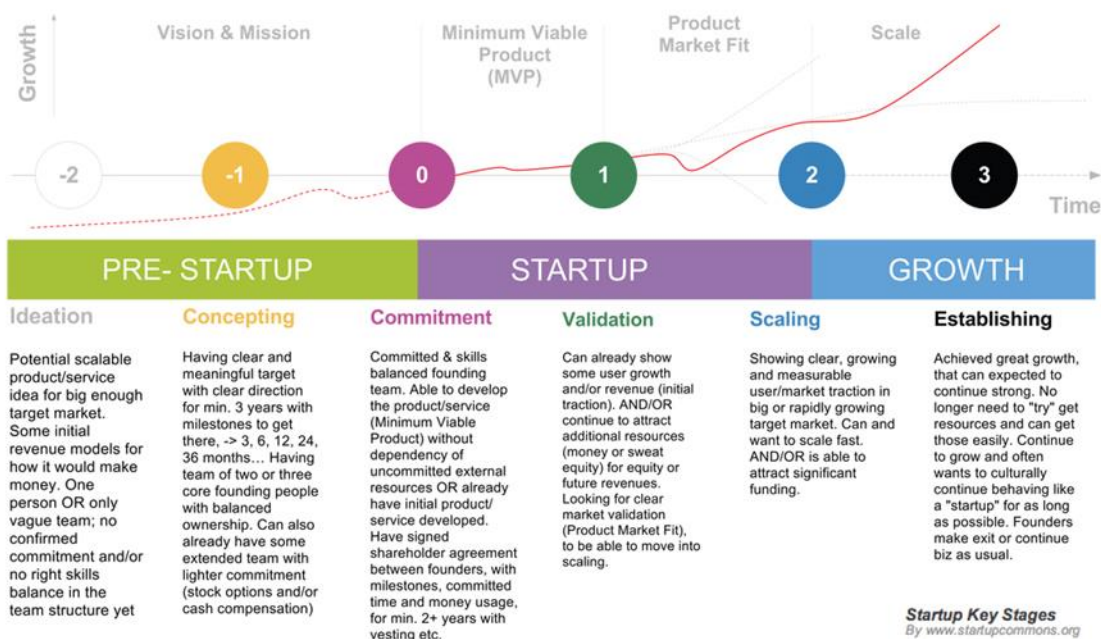 Growth
Vision & Mission
Minimum Viable
Product
(MVP)
Product
Market Fit
Scale
-2
-1
0
1
2
3
Time
PRE- STARTUP
STARTUP
GROWTH
Ideation
Potential scalable
product/service
idea for big enough
target market.
Some initial
revenue models for
how it would make
money. One
person OR only
vague team; no
confirmed
commitment and/or
no right skills
balance in the
team structure yet
Concepting
Having clear and
meaningful target
with clear direction
for min. 3 years with
milestones to get
there, -> 3, 6, 12, 24,
36 months... Having
team of two or three
core founding people
with balanced
ownership. Can also
already have some
extended team with
lighter commitment
(stock options and/or
cash compensation)
Commitment
Committed & skills
balanced founding
team. Able to develop
the product/service
(Minimum Viable
Product) without
dependency of
uncommitted external
resources OR already
have initial product/
service developed.
Have signed
shareholder agreement
between founders, with
milestones, committed
time and money usage,
for min. 2+ years with
vesting etc.
Validation
Can already show
some user growth
and/or revenue (initial
traction). AND/OR
continue to attract
additional resources
(money or sweat
equity) for equity or
future revenues.
Looking for clear
market validation
(Product Market Fit),
to be able to move into
scaling.
Scaling
Showing clear, growing
and measurable
user/market traction in
big or rapidly growing
target market. Can and
want to scale fast.
AND/OR is able to
attract significant
funding.
Establishing
Achieved great growth,
that can expected to
continue strong. No
longer need to "try" get
resources and can get
those easily. Continue
to grow and often
wants to culturally
continue behaving like
a "startup" for as long
as possible. Founders
make exit or continue
biz as usual.
Startup Key Stages
By www.startupcommons.org